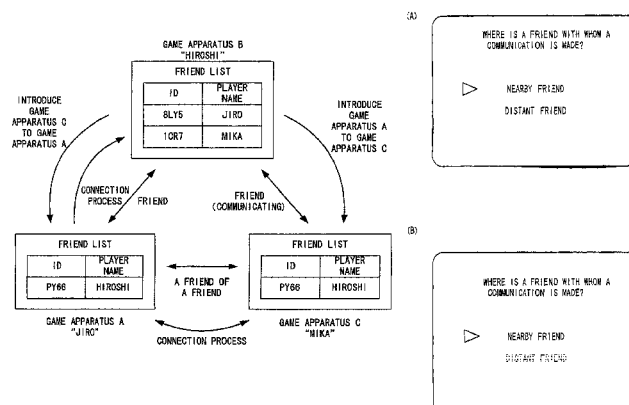 GAME APPARATUS B
"HIROSHI"
FRIEND LIST
ID
PLAYER
NAME
8LY5
JIRO
1CR7
MIKA
INTRODUCE
GAME
APPARATUS C
TO GAME
APPARATUS A
INTRODUCE
GAME
APPARATUS A
TO GAME
APPARATUS C
CONNECTION
PROCESS
FRIEND
FRIEND
(COMMUNICATING)
FRIEND LIST
ID
PLAYER
NAME
PY66
HIROSHI
GAME APPARATUS A
"JIRO"
A FRIEND OF
A FRIEND
FRIEND LIST
ID
PLAYER
NAME
PY66
HIROSHI
GAME APPARATUS C
"MIKA"
CONNECTION PROCESS
(A)
WHERE IS A FRIEND WITH WHOM A
COMMUNICATION IS MADE?
NEARBY FRIEND
DISTANT FRIEND
(B)
WHERE IS A FRIEND WITH WHOM A
COMMUNICATION IS MADE?
NEARBY FRIEND
DISTANT FRIEND